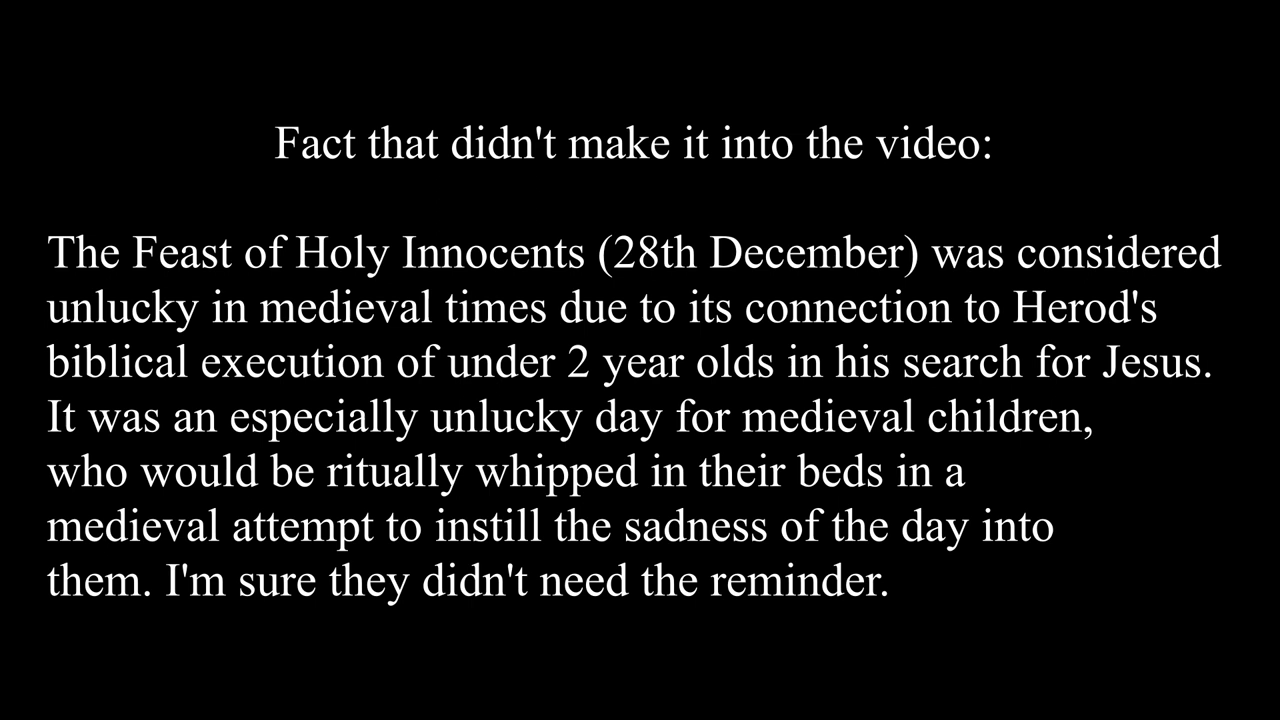 Fact that didn't make it into the video:
The Feast of Holy Innocents (28th December) was considered
unlucky in medieval times due to its connection to Herod's
biblical execution of under 2 year olds in his search for Jesus.
It was an especially unlucky day for medieval children,
who would be ritually whipped in their beds in a
medieval attempt to instill the sadness of the day into
them. I'm sure they didn't need the reminder.